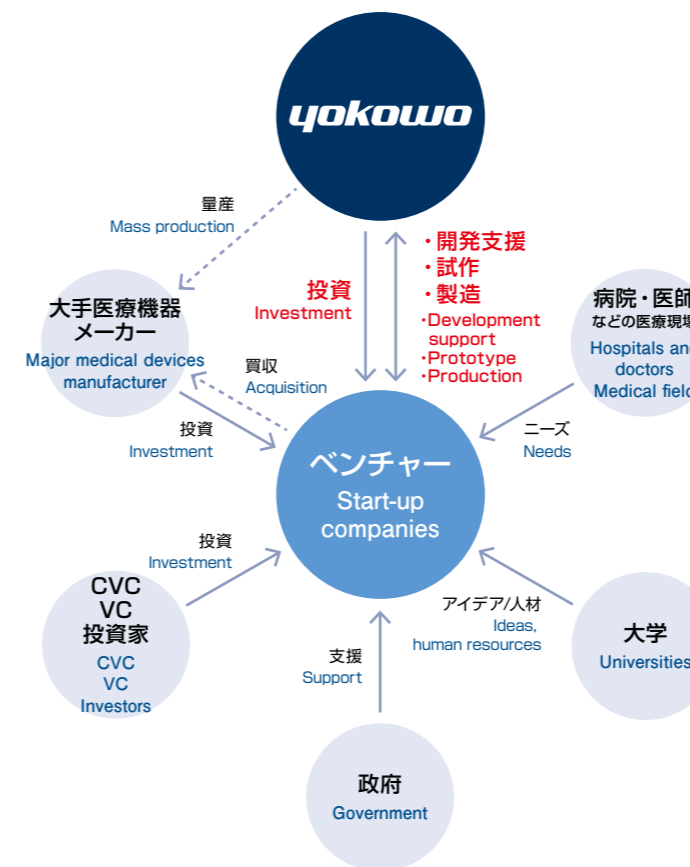 yokowo
量産
Mass production
投資
Investment
・開発支援
・試作
・製造
・Development
support
・Prototype
・Production
大手医療機器
メーカー
Major medical devices
manufacturer
病院・医師
などの医療現場
Hospitals and
doctors
Medical field
買収
Acquisition
投資
Investment
ニーズ
Needs
ベンチャー
Start-up
companies
投資
Investment
CVC
VC
投資家
CVC
VC
Investors
アイデア/人材
Ideas,
human resources
大学
Universities
支援
Support
政府
Government